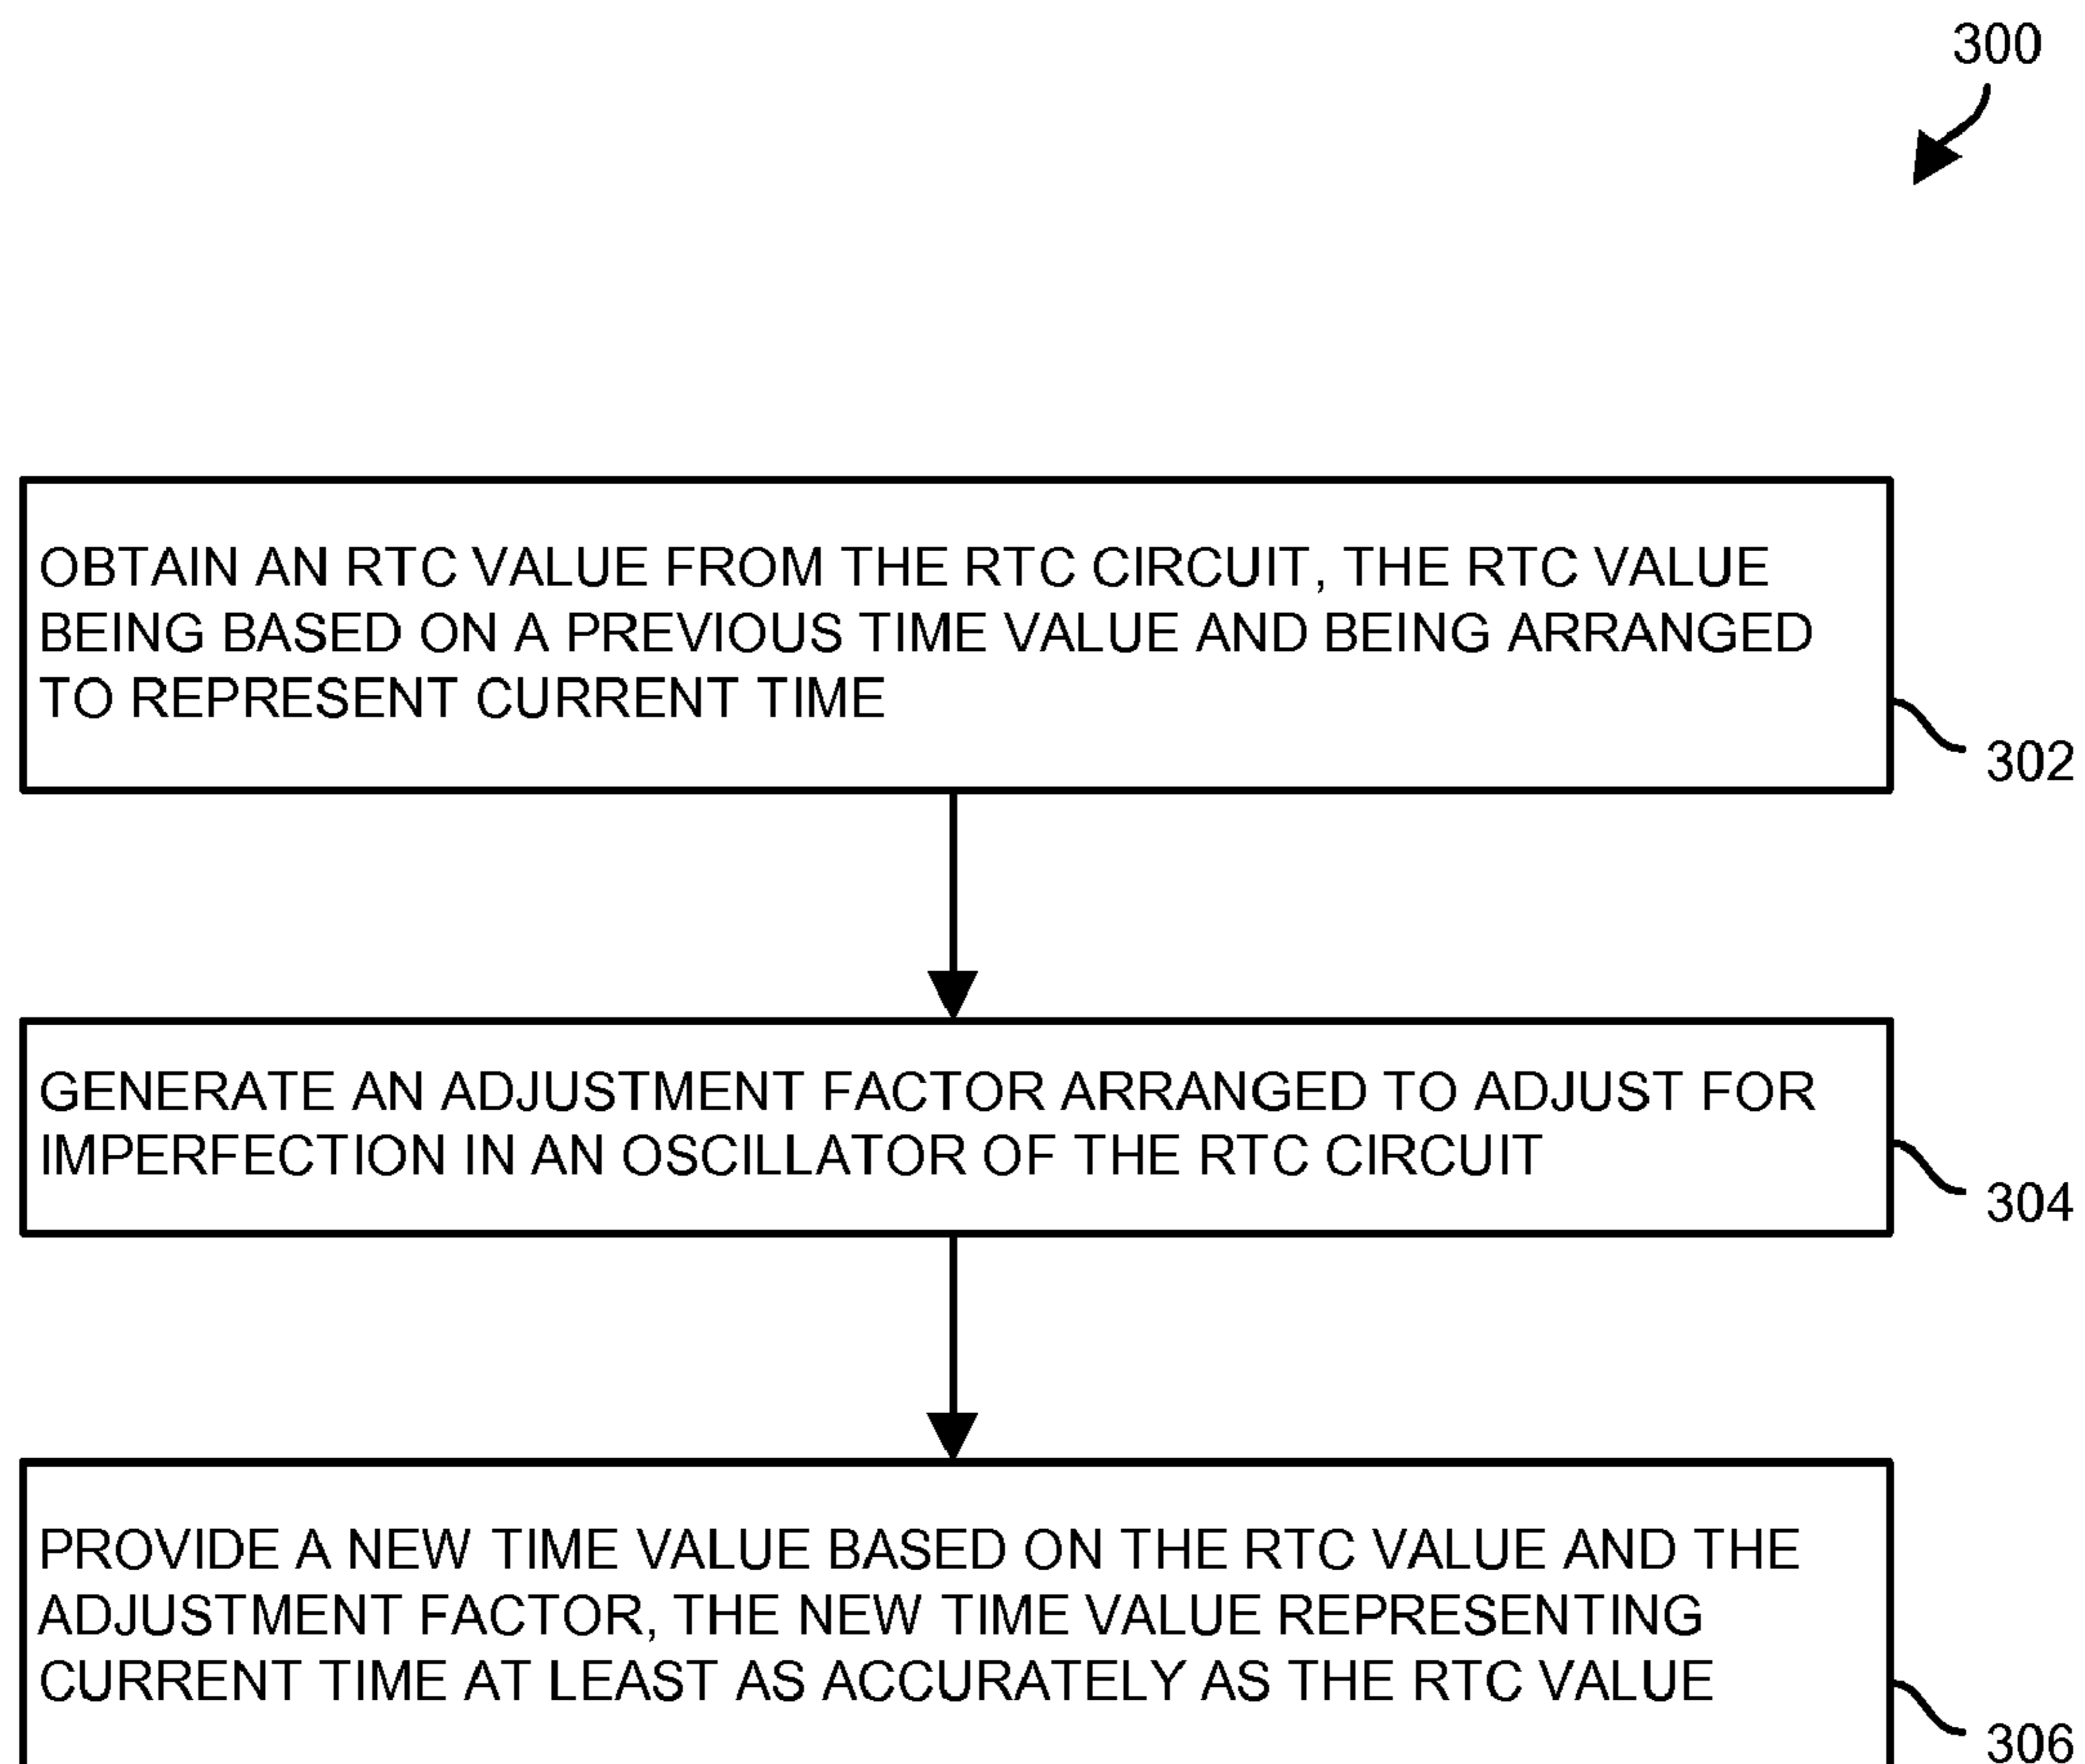 300
OBTAIN AN RTC VALUE FROM THE RTC CIRCUIT, THE RTC VALUE
BEING BASED ON A PREVIOUS TIME VALUE AND BEING ARRANGED
TO REPRESENT CURRENT TIME
302
GENERATE AN ADJUSTMENT FACTOR ARRANGED TO ADJUST FOR
IMPERFECTION IN AN OSCILLATOR OF THE RTC CIRCUIT
304
PROVIDE A NEW TIME VALUE BASED ON THE RTC VALUE AND THE
ADJUSTMENT FACTOR, THE NEW TIME VALUE REPRESENTING
CURRENT TIME AT LEAST AS ACCURATELY AS THE RTC VALUE
306